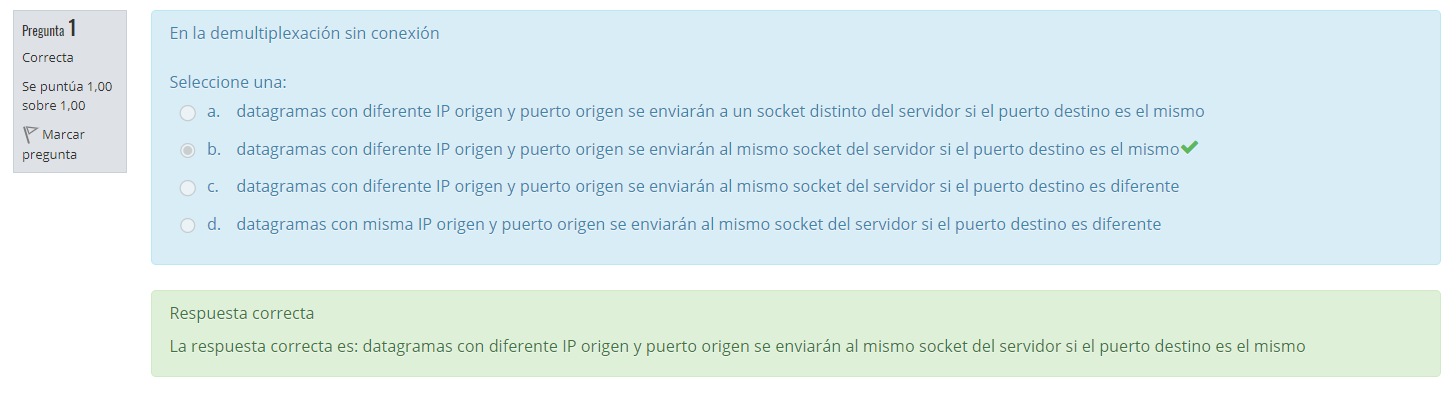 Pregunta 1
Correcta
Se puntúa 1,00
sobre 1,00
Marcar
pregunta
En la demultiplexación sin conexión
Seleccione una:
a. datagramas con diferente IP origen y puerto origen se enviarán a un socket distinto del servidor si el puerto destino es el mismo
b. datagramas con diferente IP origen y puerto origen se enviarán al mismo socket del servidor si el puerto destino es el mismo
c. datagramas con diferente IP origen y puerto origen se enviarán al mismo socket del servidor si el puerto destino es diferente
d. datagramas con misma IP origen y puerto origen se enviarán al mismo socket del servidor si el puerto destino es diferente
Respuesta correcta
La respuesta correcta es: datagramas con diferente IP origen y puerto origen se enviarán al mismo socket del servidor si el puerto destino es el mismo